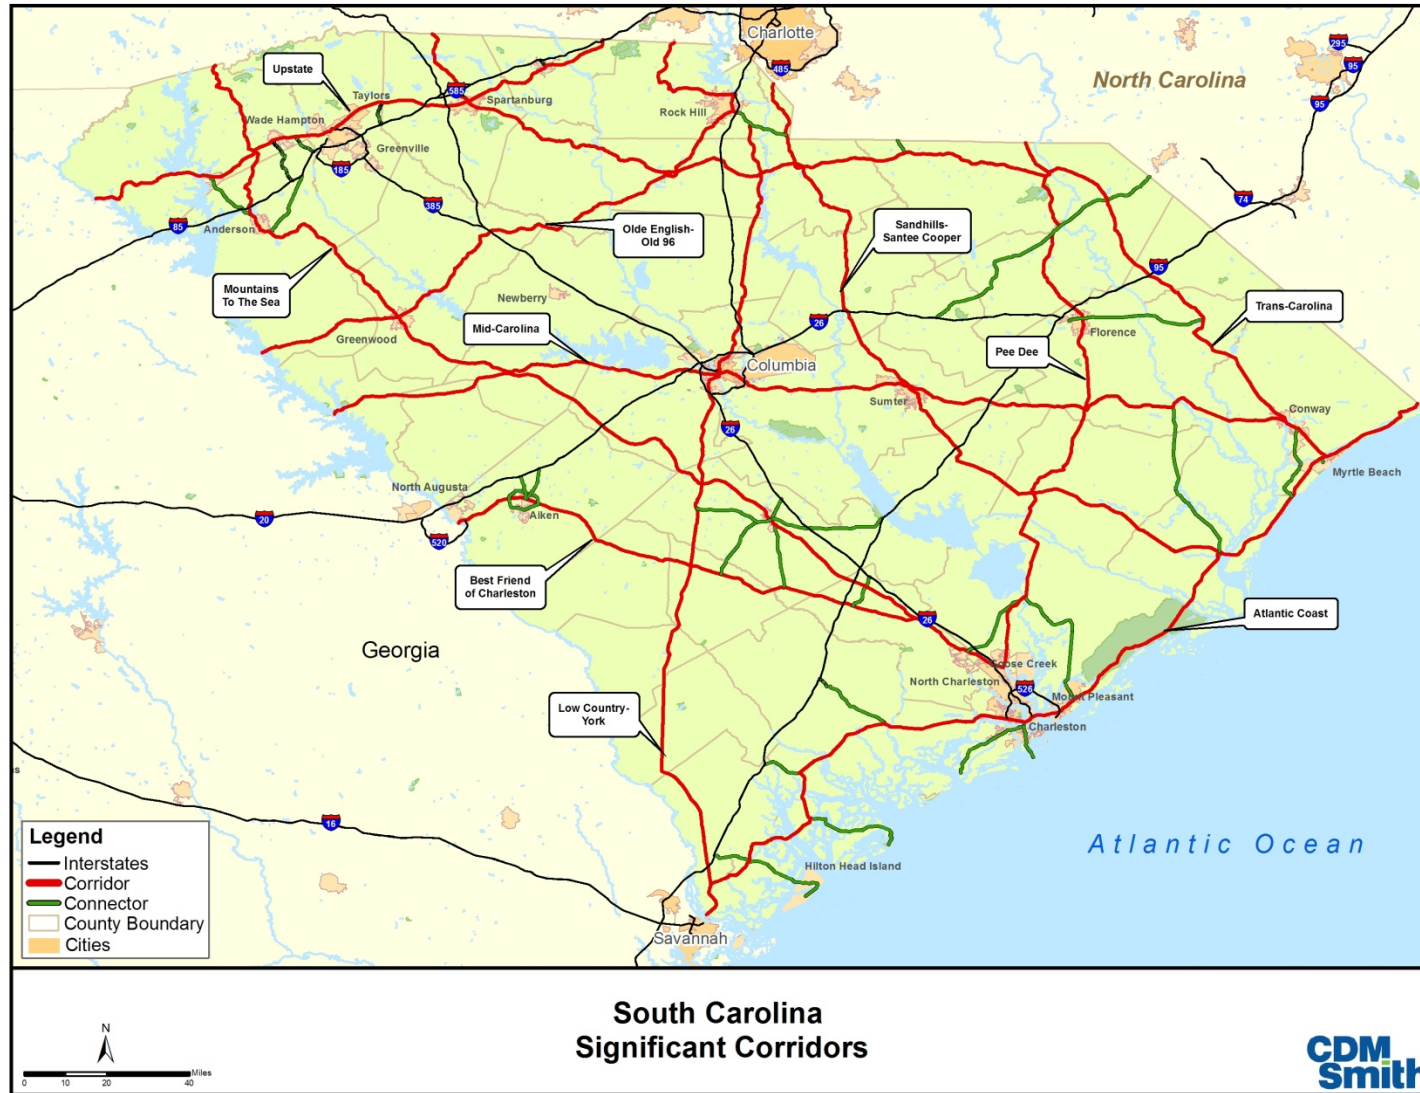 Charlotte
485
North Carolina
295
95
95
Upstate
585
Taylors
Spartanburg
Rock Hill
Wade Hampton
Greenville
185
385
74
85
Anderson
Olde English-
Old 96
Sandhills-
Santee Cooper
95
Mountains
To The Sea
Newberry
Trans-Carolina
Mid-Carolina
26
Greenwood
Florence
Pee Dee
Columbia
Sumter
Conway
26
Myrtle Beach
North Augusta
Aiken
20
520
Best Friend
of Charleston
26
Atlantic Coast
Georgia
Goose Creek
North Charleston
526
Mount Pleasant
Low Country-
York
Charleston
16
Atlantic Ocean
Hilton Head Island
Savannah
Legend
Interstates
Corridor
Connector
County Boundary
Cities
South Carolina
Significant Corridors
N
Miles
0 10 20 40
CDM
Smith